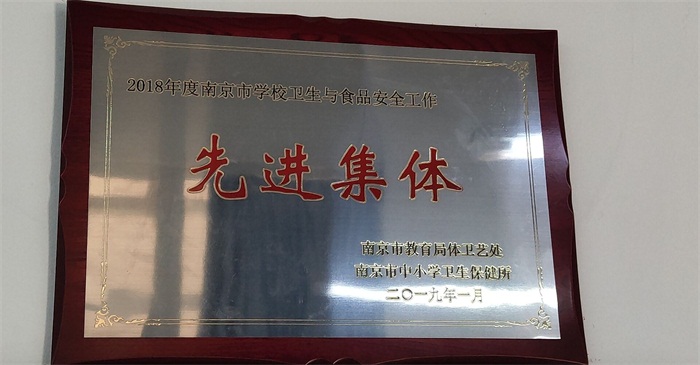 2018年度南京市学校卫生与食品安全工作
先进集体
南京市教育局体卫艺处
南京市中小学卫生保健所
二〇一九年一月